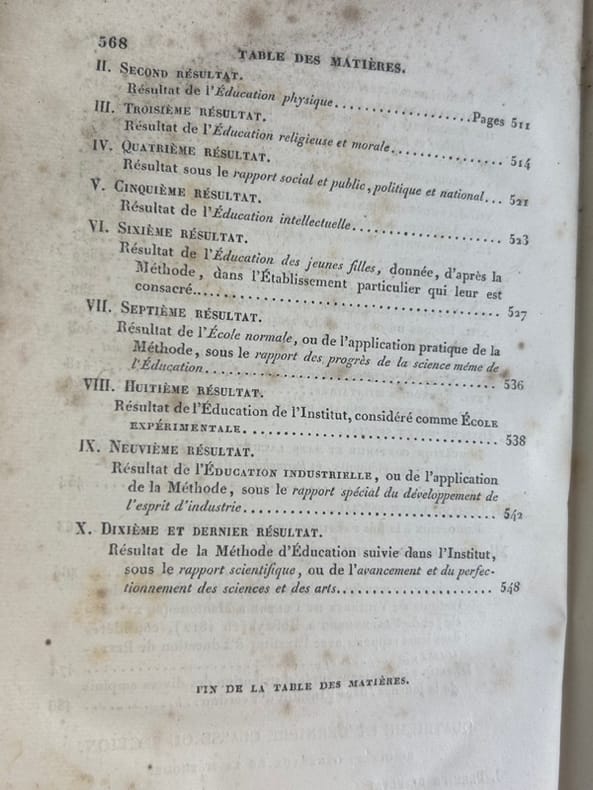 568
TABLE DES MATIÈRES.
II. SECOND RÉSULTAT.
Résultat de l'Éducation physique....................Pages 511
III. TROISIÈME RÉSULTAT.
Résultat de l'Éducation religieuse et morale................ 514
IV. QUATRIÈME RÉSULTAT.
Résultat sous le rapport social et public, politique et national... 521
V. CINQUIÈME RÉSULTAT.
Résultat de l'Éducation intellectuelle..................... 523
VI. SIXIÈME RÉSULTAT.
Résultat de l'Éducation des jeunes filles, donnée, d'après la
Méthode, dans l'Établissement particulier qui leur est
consacré........................................... 527
VII. SEPTIÈME RÉSULTAT.
Résultat de l'École normale, ou de l'application pratique de la
Méthode, sous le rapport des progrès de la science même de
l'Éducation........................................ 536
VIII. HUITIÈME RÉSULTAT.
Résultat de l'Éducation de l'Institut, considéré comme ÉCOLE
EXPÉRIMENTALE.................................... 538
IX. NEUVIÈME RÉSULTAT.
Résultat de l'ÉDUCATION INDUSTRIELLE, ou de l'application
de la Méthode, sous le rapport spécial du développement de
l'esprit d'industrie.................................... 542
X. DIXIÈME ET DERNIER RÉSULTAT.
Résultat de la Méthode d'Éducation suivie dans l'Institut,
sous le rapport scientifique, ou de l'avancement et du perfec-
tionnement des sciences et des arts...................... 548
FIN DE LA TABLE DES MATIÈRES.